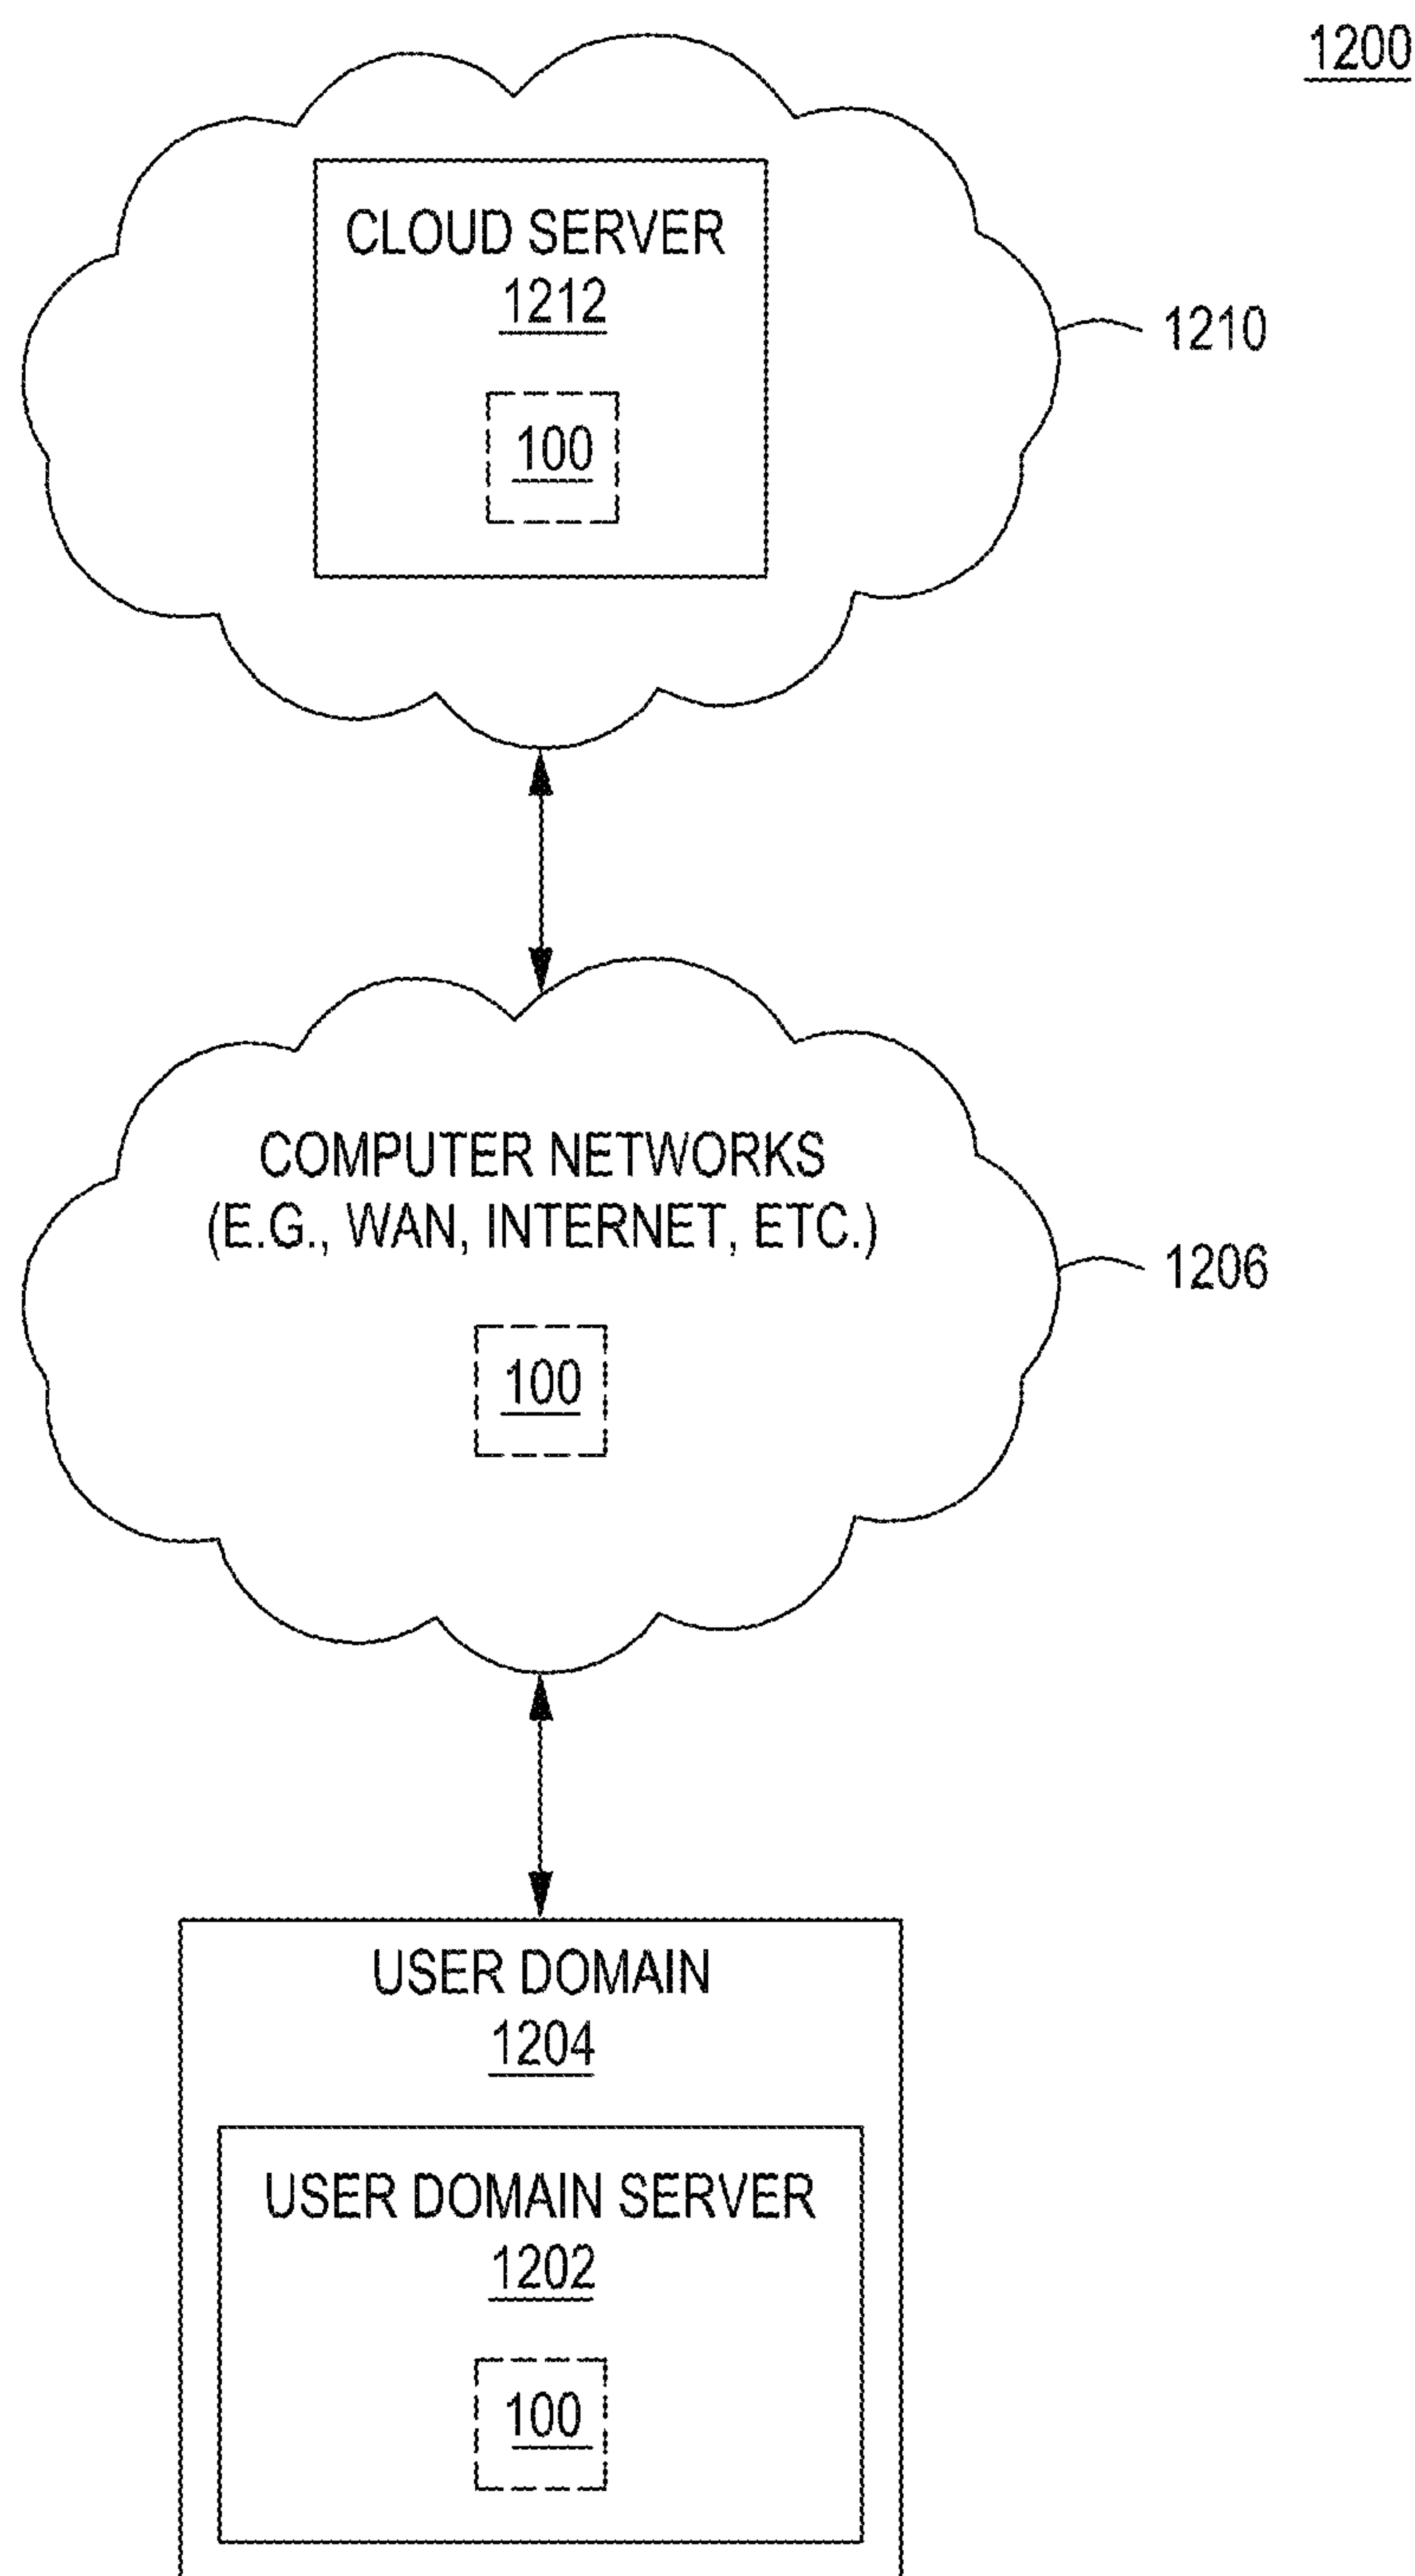 1200
CLOUD SERVER
1212
1210
100
COMPUTER NETWORKS
(E.G., WAN, INTERNET, ETC.)
1206
100
USER DOMAIN
1204
USER DOMAIN SERVER
1202
100